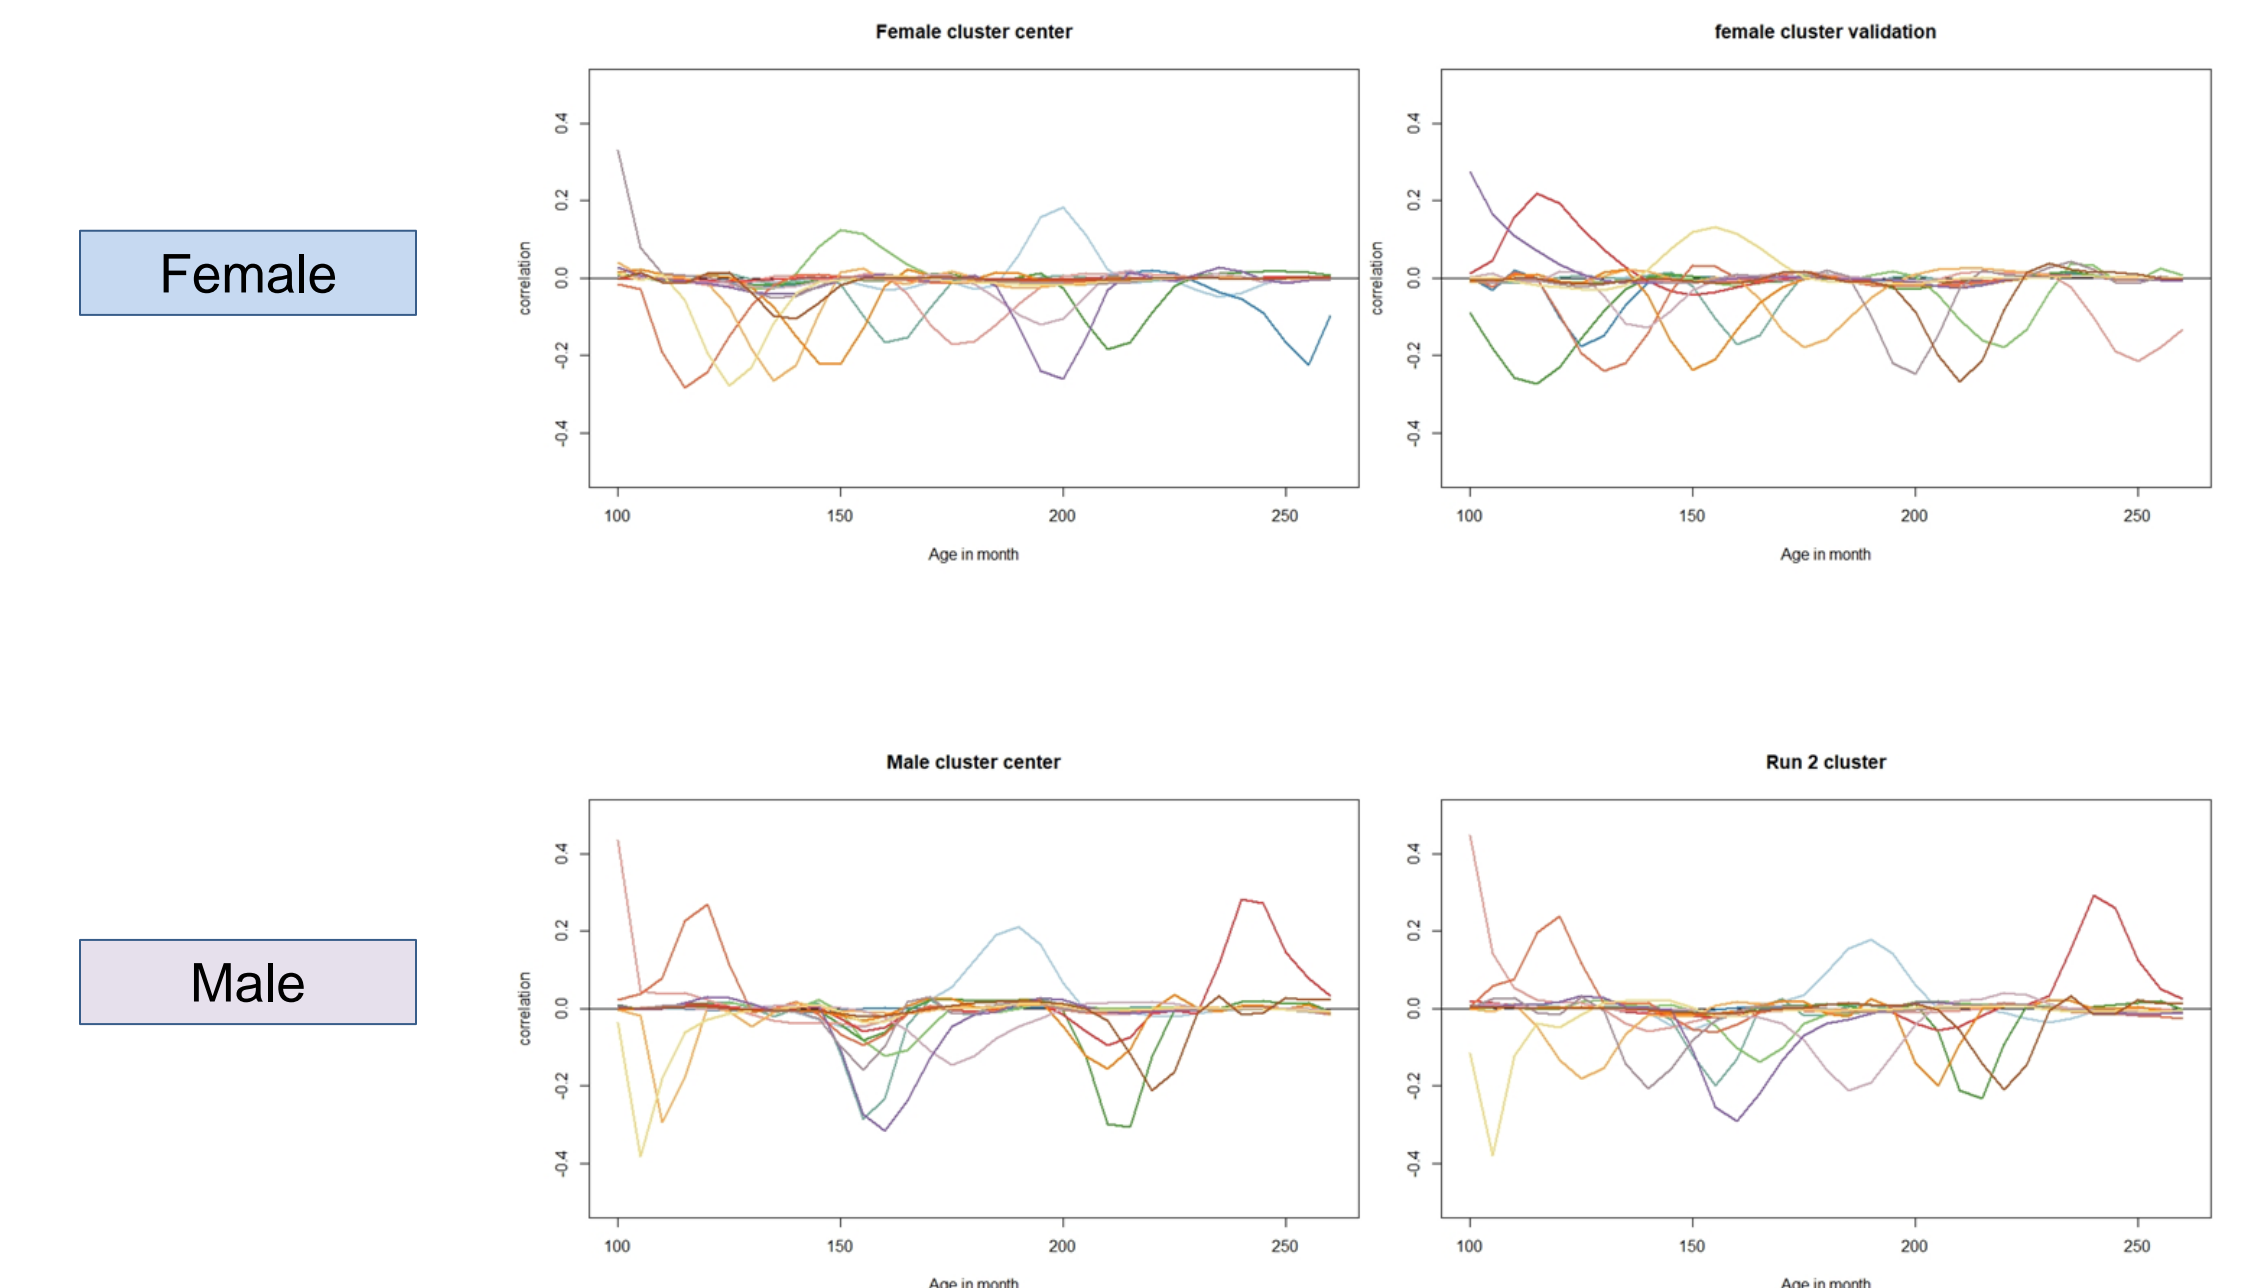 Female cluster center
female cluster validation
0.4
0.2
0.0
-0.2
-0.4
correlation
100
150
200
250
Age in month
0.4
0.2
0.0
-0.2
-0.4
correlation
100
150
200
250
Age in month
Female
Male cluster center
Run 2 cluster
0.4
0.2
0.0
-0.2
-0.4
correlation
100
150
200
250
Age in month
0.4
0.2
0.0
-0.2
-0.4
100
150
200
250
Age in month
Male